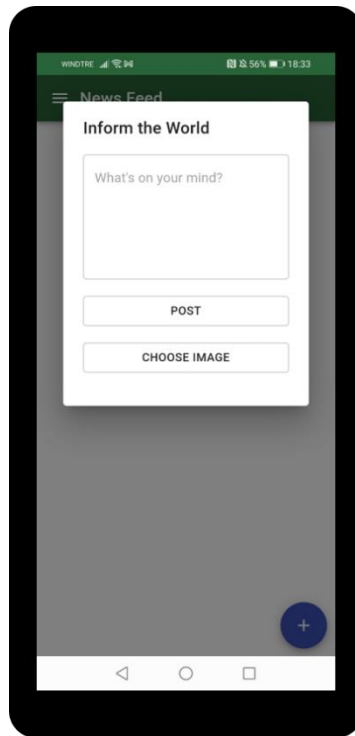 WINDTRE 56% 18:33
News Feed
Inform the World
What's on your mind?
POST
CHOOSE IMAGE
+